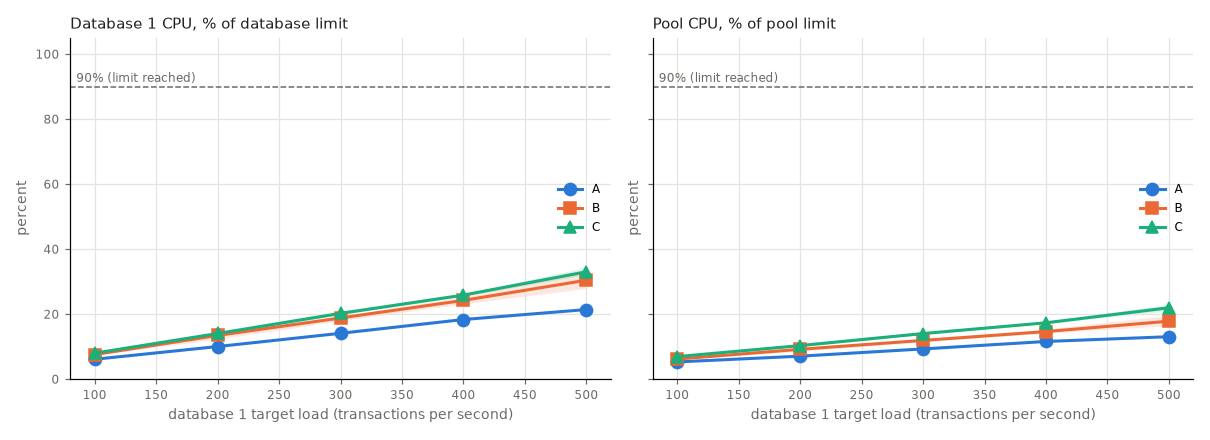 Database 1 CPU, % of database limit
100
80
60
40
20
0
percent
90% (limit reached)
A
B
C
100 150 200 250 300 350 400 450 500
database 1 target load (transactions per second)
Pool CPU, % of pool limit
percent
90% (limit reached)
A
B
C
100 150 200 250 300 350 400 450 500
database 1 target load (transactions per second)